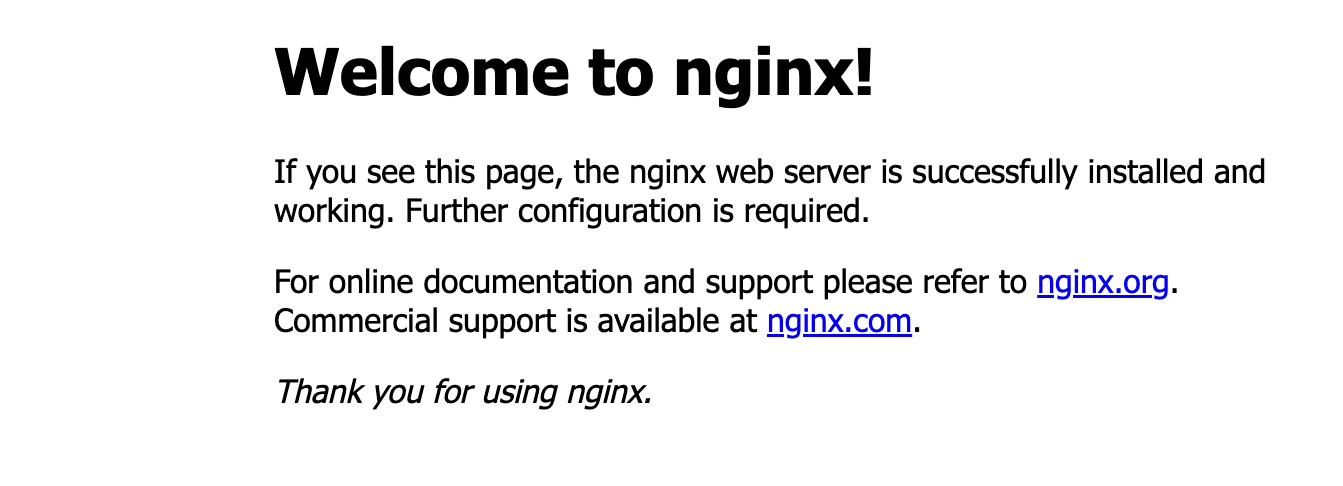 Welcome to nginx!
If you see this page, the nginx web server is successfully installed and
working. Further configuration is required.
For online documentation and support please refer to nginx.org.
Commercial support is available at nginx.com.
Thank you for using nginx.